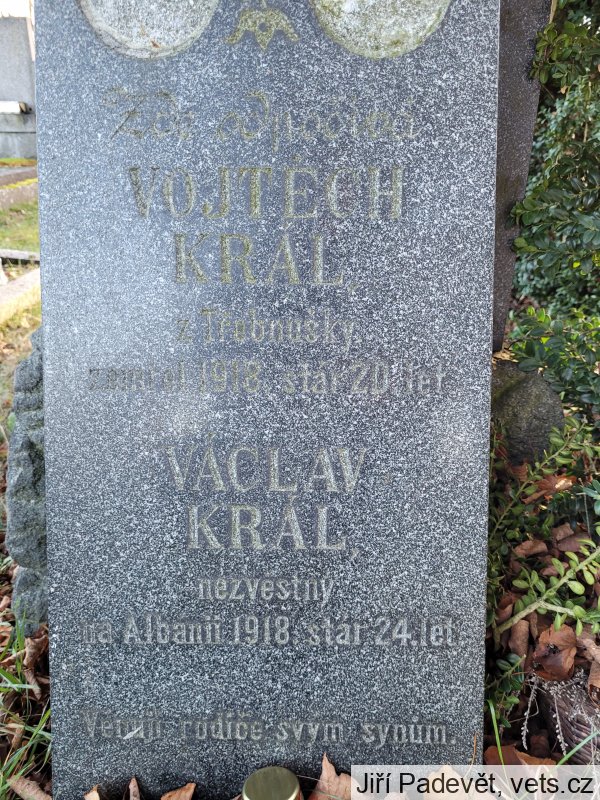 Zde odpočívá
VOJTĚCH
KRÁL,
z Třebnušky
zemřel 1918, stár 20 let.
VÁCLAV
KRÁL,
nezvěstný
na Albanii 1918, stár 24. let.
Věnují rodiče svým synům.
Jiří Padevět, vets.cz